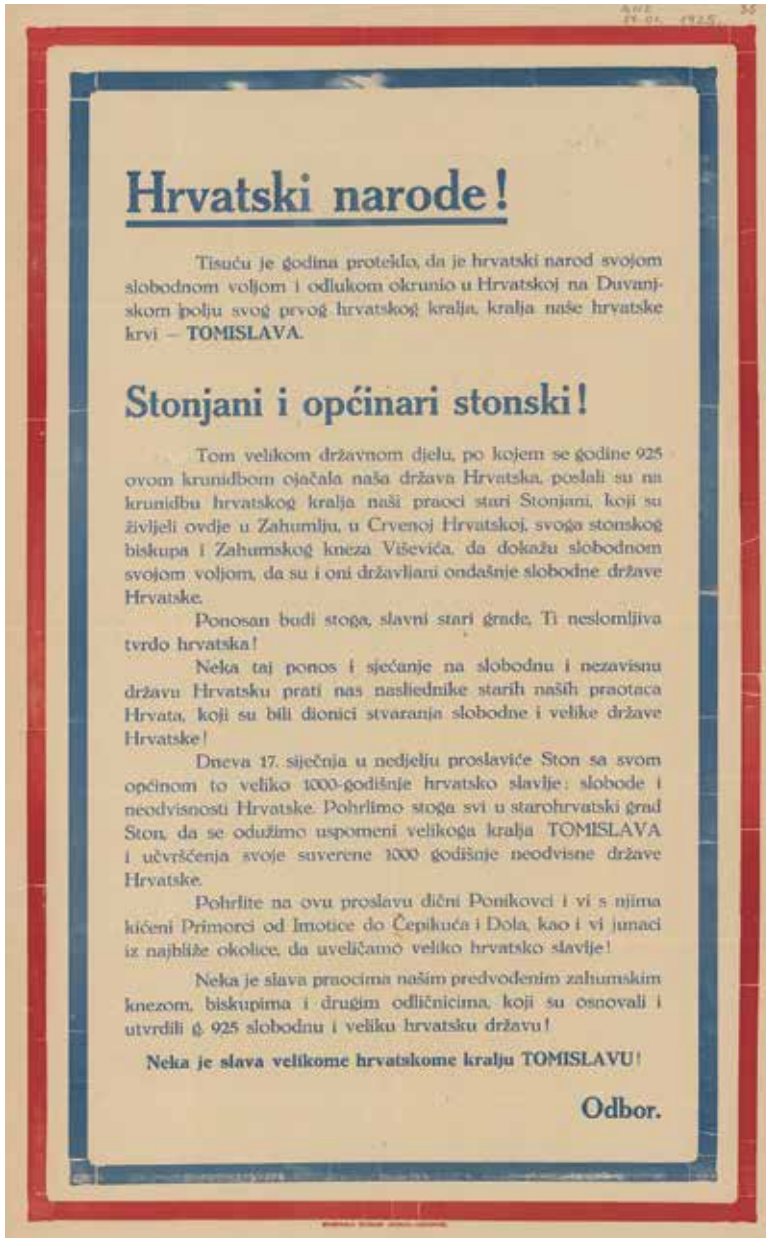 1925.
Hrvatski narode!
Tisuću je godina proteklo, da je hrvatski narod svojom
slobodnom voljom i odlukom okrunio u Hrvatskoj na Duvanj-
skom polju svog prvog hrvatskog kralja, kralja naše hrvatske
krvi — TOMISLAVA.
Stonjani i općinari stonski!
Tom velikom državnom djelu, po kojem se godine 925
ovom krunidbom ojačala naša država Hrvatska, poslali su na
krunidbu hrvatskog kralja naši praoci stari Stonjani, koji su
življeli ovdje u Zahumlju, u Crvenoj Hrvatskoj, svoga stonskog
biskupa i Zahumskog kneza Viševića, da dokažu slobodnom
svojom voljom, da su i oni državljani ondašnje slobodne države
Hrvatske.
Ponosan budi stoga, slavni stari grade, Ti neslomljiva
tvrdo hrvatska!
Neka taj ponos i sjećanje na slobodnu i nezavisnu
državu Hrvatsku prati nas nasljednike starih naših praotaca
Hrvata, koji su bili dionici stvaranja slobodne i velike države
Hrvatske!
Dneva 17. siječnja u nedjelju proslaviće Ston sa svom
općinom to veliko 1000-godišnje hrvatsko slavlje: slobode i
neodvisnosti Hrvatske. Pohrlimo stoga svi u starohrvatski grad
Ston, da se odužimo uspomeni velikoga kralja TOMISLAVA
i učvršćenja svoje suverene 1000 godišnje neodvisne države
Hrvatske.
Pohrlite na ovu proslavu dični Ponikovci i vi s njima
kićeni Primorci od Imotice do Čepikuća i Dola, kao i vi junaci
iz najbliže okolice, da uveličamo veliko hrvatsko slavlje!
Neka je slava praocima našim predvođenim zahumskim
knezom, biskupima i drugim odličnicima, koji su osnovali i
utvrdili g. 925 slobodnu i veliku hrvatsku državu!
Neka je slava velikome hrvatskome kralju TOMISLAVU!
Odbor.